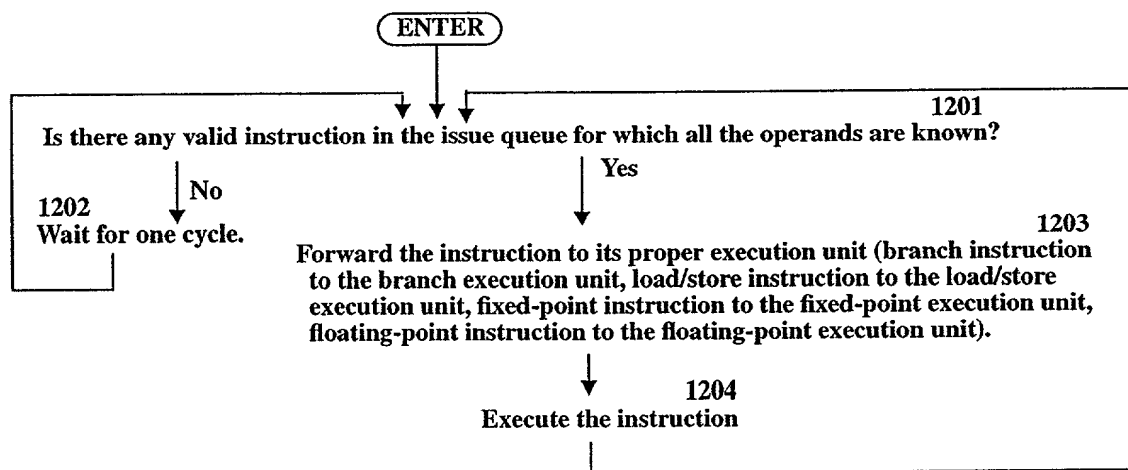 ENTER
1201
Is there any valid instruction in the issue queue for which all the operands are known?
No
Yes
1202
Wait for one cycle.
1203
Forward the instruction to its proper execution unit (branch instruction
to the branch execution unit, load/store instruction to the load/store
execution unit, fixed-point instruction to the fixed-point execution unit,
floating-point instruction to the floating-point execution unit).
1204
Execute the instruction